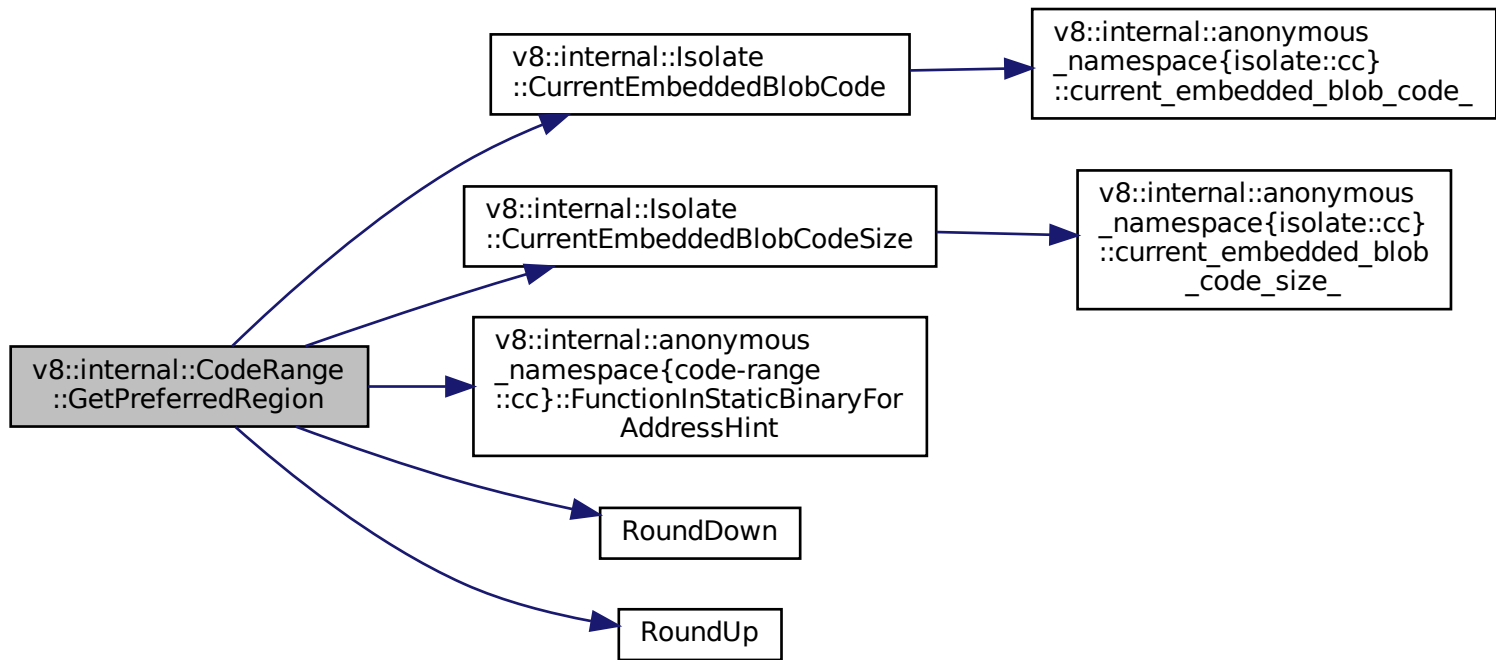 v8::internal::Isolate
::CurrentEmbeddedBlobCode
v8::internal::anonymous
_namespace{isolate::cc}
::current_embedded_blob_code_
v8::internal::Isolate
::CurrentEmbeddedBlobCodeSize
v8::internal::anonymous
_namespace{isolate::cc}
::current_embedded_blob
_code_size_
v8::internal::CodeRange
::GetPreferredRegion
v8::internal::anonymous
_namespace{code-range
::cc}::FunctionInStaticBinaryFor
AddressHint
RoundDown
RoundUp